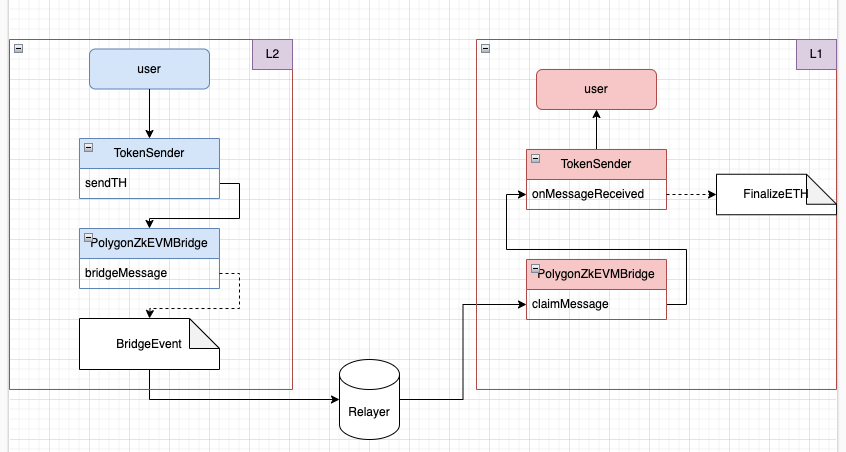 L2
user
TokenSender
sendTH
PolygonZkEVMBridge
bridgeMessage
BridgeEvent
Relayer
L1
user
TokenSender
onMessageReceived
FinalizeETH
PolygonZkEVMBridge
claimMessage